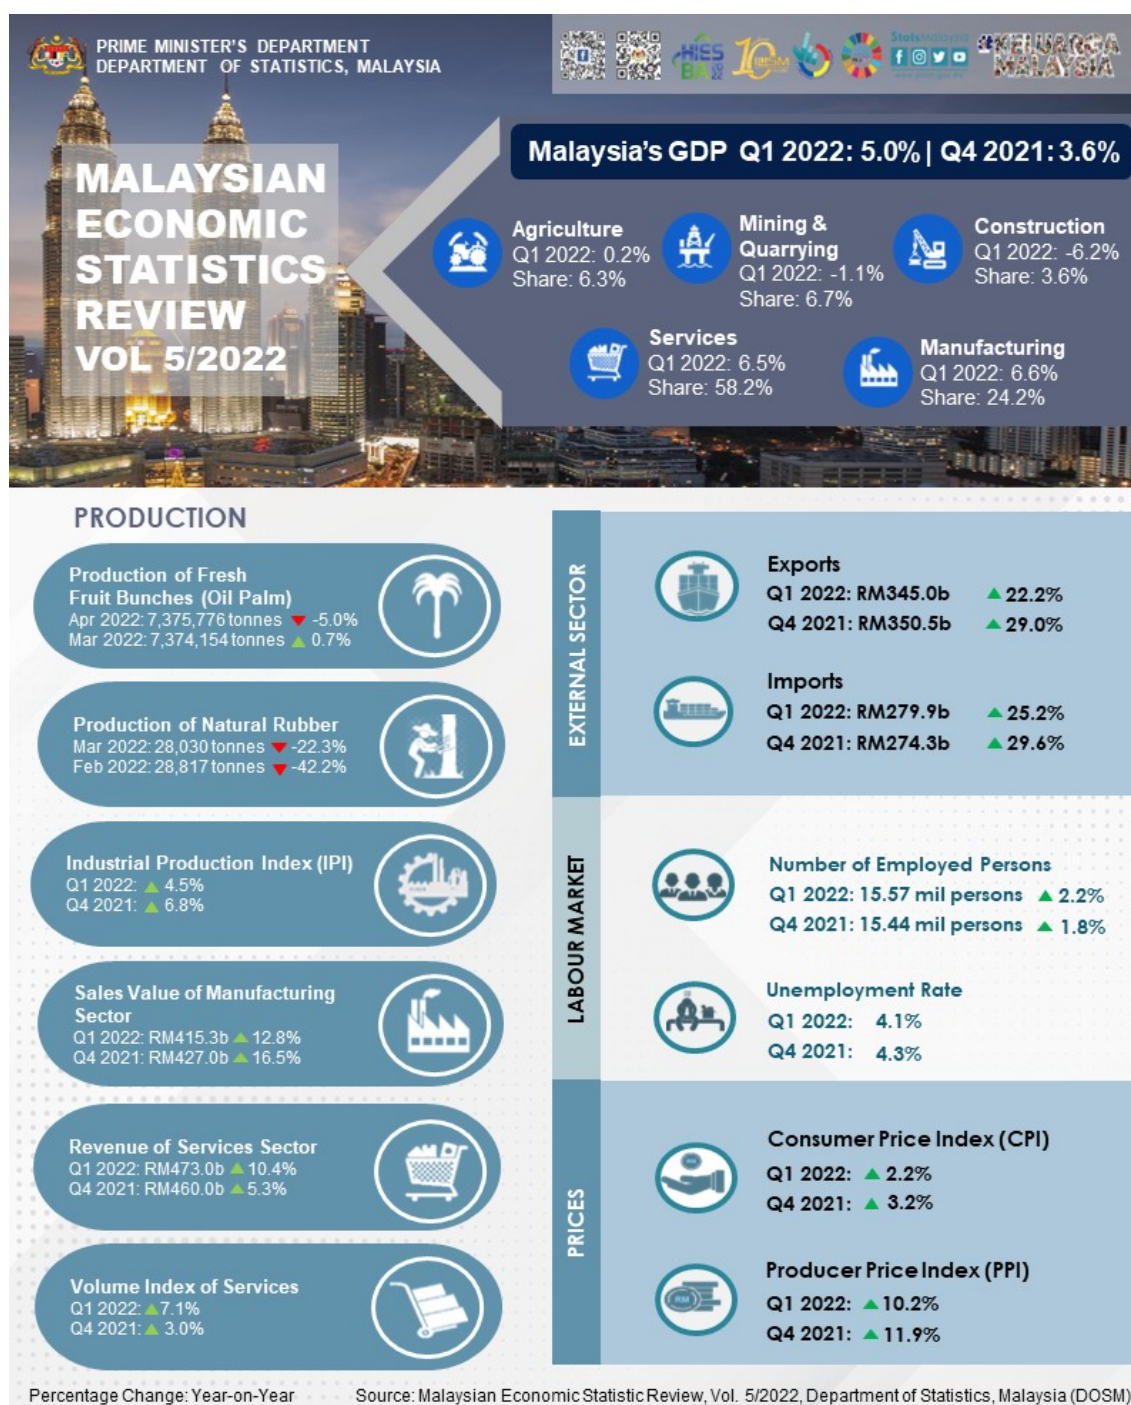 PRIME MINISTER'S DEPARTMENT
DEPARTMENT OF STATISTICS, MALAYSIA
HIES
BA
StatsMalaysia
#KELUARGA
MALAYSIA
MALAYSIAN
ECONOMIC
STATISTICS
REVIEW
VOL 5/2022
Malaysia's GDP Q1 2022: 5.0% | Q4 2021: 3.6%
Agriculture
Q1 2022: 0.2%
Share: 6.3%
Mining &
Quarrying
Q1 2022: -1.1%
Share: 6.7%
Construction
Q1 2022: -6.2%
Share: 3.6%
Services
Q1 2022: 6.5%
Share: 58.2%
Manufacturing
Q1 2022: 6.6%
Share: 24.2%
PRODUCTION
Production of Fresh
Fruit Bunches (Oil Palm)
Apr 2022: 7,375,776 tonnes ▼ -5.0%
Mar 2022: 7,374,154 tonnes ▲ 0.7%
Production of Natural Rubber
Mar 2022: 28,030 tonnes ▼ -22.3%
Feb 2022: 28,817 tonnes ▼ -42.2%
Industrial Production Index (IPI)
Q1 2022: ▲ 4.5%
Q4 2021: ▲ 6.8%
Sales Value of Manufacturing
Sector
Q1 2022: RM415.3b ▲ 12.8%
Q4 2021: RM427.0b ▲ 16.5%
Revenue of Services Sector
Q1 2022: RM473.0b ▲ 10.4%
Q4 2021: RM460.0b ▲ 5.3%
Volume Index of Services
Q1 2022: ▲ 7.1%
Q4 2021: ▲ 3.0%
EXTERNAL SECTOR
Exports
Q1 2022: RM345.0b ▲ 22.2%
Q4 2021: RM350.5b ▲ 29.0%
Imports
Q1 2022: RM279.9b ▲ 25.2%
Q4 2021: RM274.3b ▲ 29.6%
LABOUR MARKET
Number of Employed Persons
Q1 2022: 15.57 mil persons ▲ 2.2%
Q4 2021: 15.44 mil persons ▲ 1.8%
Unemployment Rate
Q1 2022: 4.1%
Q4 2021: 4.3%
PRICES
Consumer Price Index (CPI)
Q1 2022: ▲ 2.2%
Q4 2021: ▲ 3.2%
Producer Price Index (PPI)
RM
Q1 2022: ▲ 10.2%
Q4 2021: ▲ 11.9%
Percentage Change: Year-on-Year
Source: Malaysian Economic Statistic Review, Vol. 5/2022, Department of Statistics, Malaysia (DOSM)